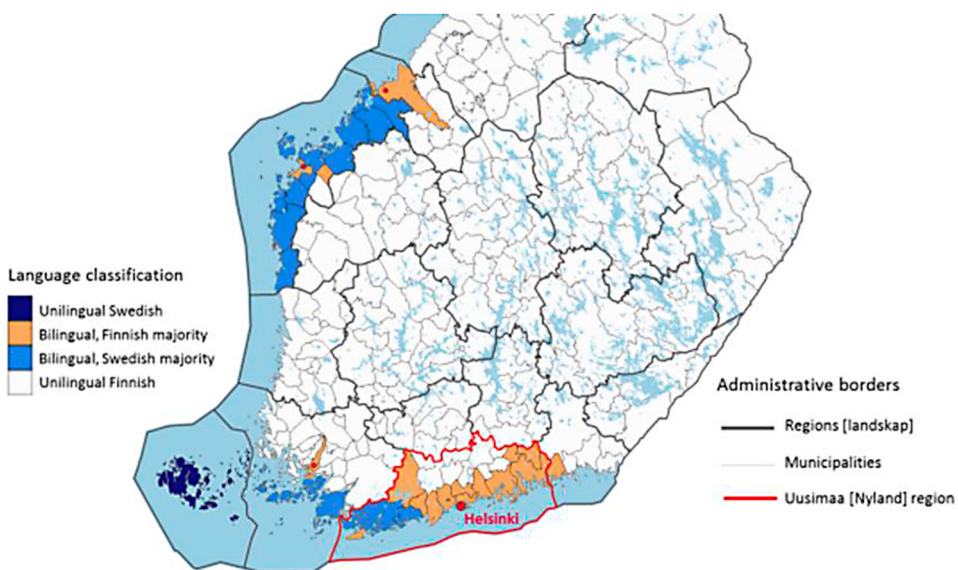 Language classification
Unilingual Swedish
Bilingual, Finnish majority
Bilingual, Swedish majority
Unilingual Finnish
Administrative borders
Regions [landskap]
Municipalities
Uusimaa [Nyland] region
Helsinki